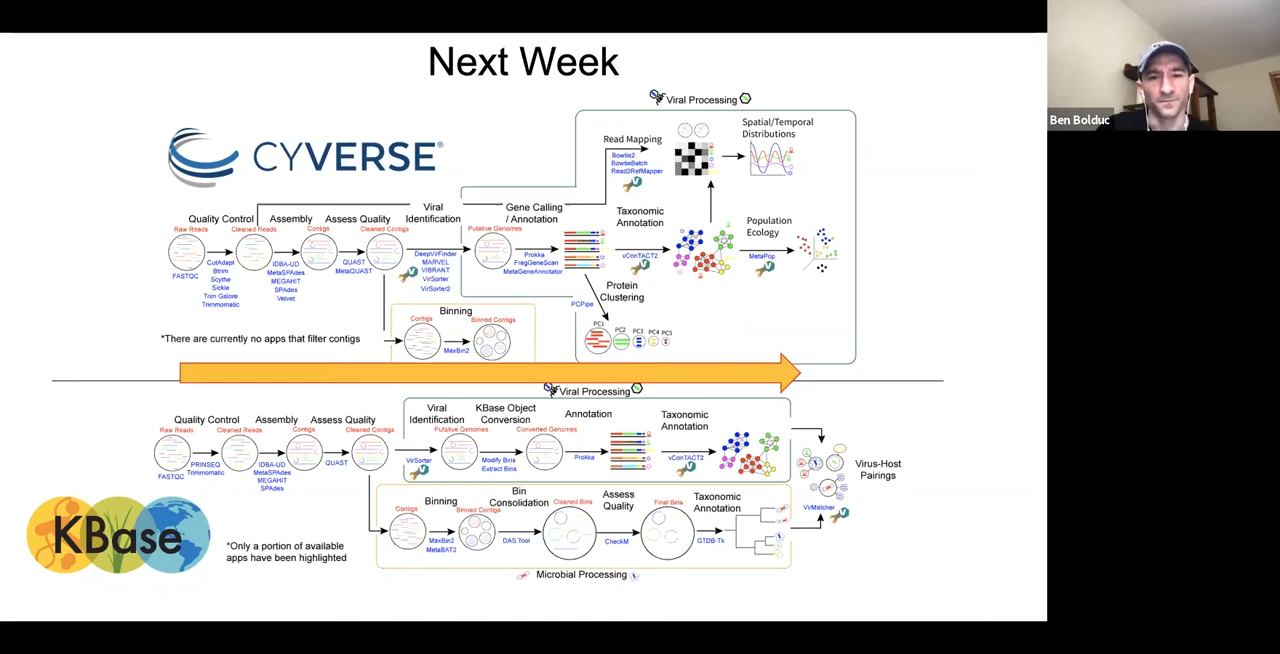 Next Week
Ben Bolduc
CYVERSE®
Viral Processing
Read Mapping
Bowtie2
BowtieBatch
Read2RefMapper
Spatial/Temporal
Distributions
Quality Control
Assembly
Assess Quality
Viral
Identification
Gene Calling
/ Annotation
Taxonomic
Annotation
Population
Ecology
Raw Reads
Cleaned Reads
Contigs
Cleaned Contigs
Putative Genomes
FASTQC
CutAdapt
Btrim
Scythe
Sickle
Trim Galore
Trimmomatic
IDBA-UD
MetaSPAdes
MEGAHIT
SPAdes
Velvet
QUAST
MetaQUAST
DeepVirFinder
MARVEL
VIBRANT
VirSorter
VirSorter2
Prokka
FragGeneScan
MetaGeneAnnotator
vConTACT2
MetaPop
Protein
Clustering
PCPipe
PC1
PC2
PC3
PC4
PC5
Binning
Contigs
Binned Contigs
MaxBin2
*There are currently no apps that filter contigs
Viral Processing
Quality Control
Assembly
Assess Quality
Viral
Identification
KBase Object
Conversion
Annotation
Taxonomic
Annotation
Raw Reads
Cleaned Reads
Contigs
Cleaned Contigs
Putative Genomes
Converted Genomes
FASTQC
PRINSEQ
Trimmomatic
IDBA-UD
MetaSPAdes
MEGAHIT
SPAdes
QUAST
VirSorter
Modify Bins
Extract Bins
Prokka
vConTACT2
Virus-Host
Pairings
VirMatcher
Binning
Bin
Consolidation
Assess
Quality
Taxonomic
Annotation
Contigs
Binned Contigs
Cleaned Bins
Final Bins
MaxBin2
MetaBAT2
DAS Tool
CheckM
GTDB-Tk
Microbial Processing
KBase
*Only a portion of available
apps have been highlighted